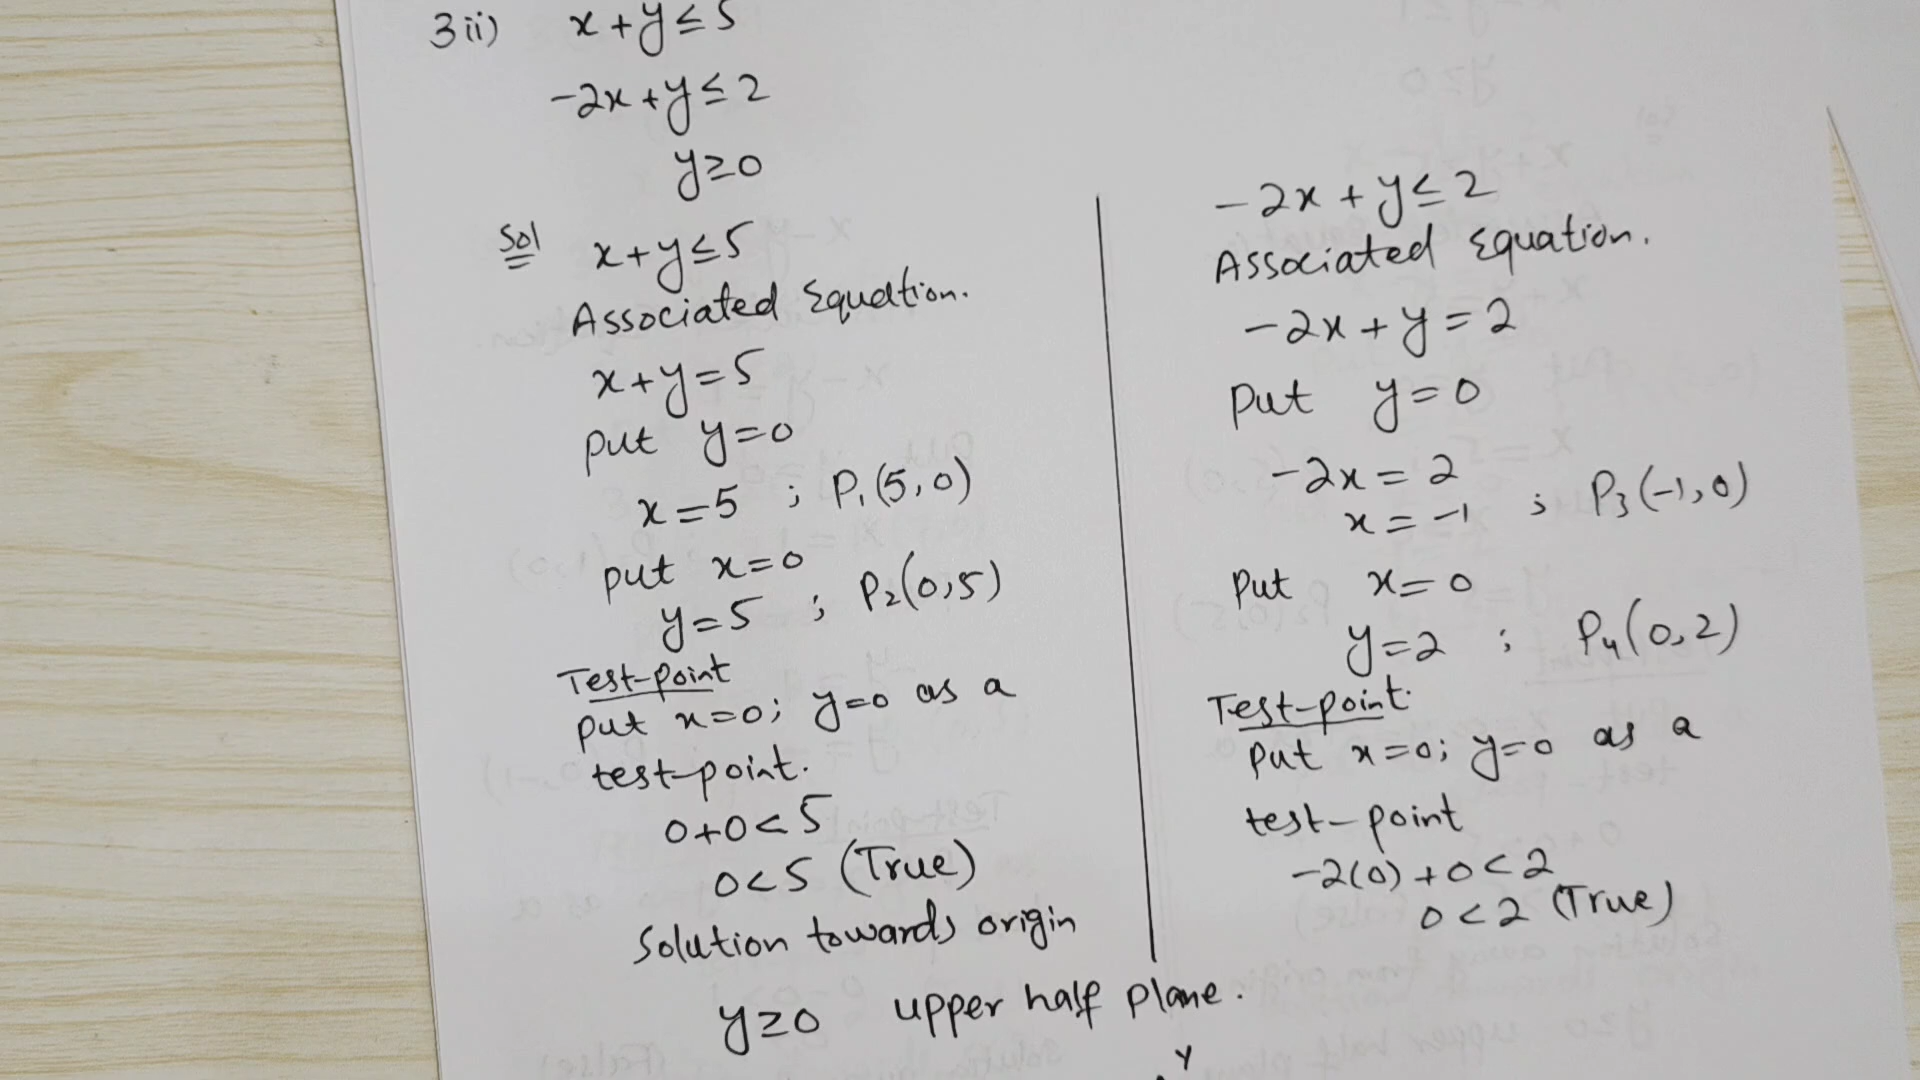 3 ii) x + y ≤ 5
-2x + y ≤ 2
y ≥ 0
Sol x + y ≤ 5
Associated Equation.
x + y = 5
put y = 0
x = 5 ; P1 (5, 0)
put x = 0
y = 5 ; P2 (0, 5)
Test-point
put x = 0; y = 0 as a
test-point.
0 + 0 < 5
0 < 5 (True)
Solution towards origin
-2x + y ≤ 2
Associated Equation.
-2x + y = 2
Put y = 0
-2x = 2
x = -1 ; P3 (-1, 0)
Put x = 0
y = 2 ; P4 (0, 2)
Test-point.
Put x = 0; y = 0 as a
test-point
-2(0) + 0 < 2
0 < 2 (True)
y ≥ 0 upper half plane.
Y